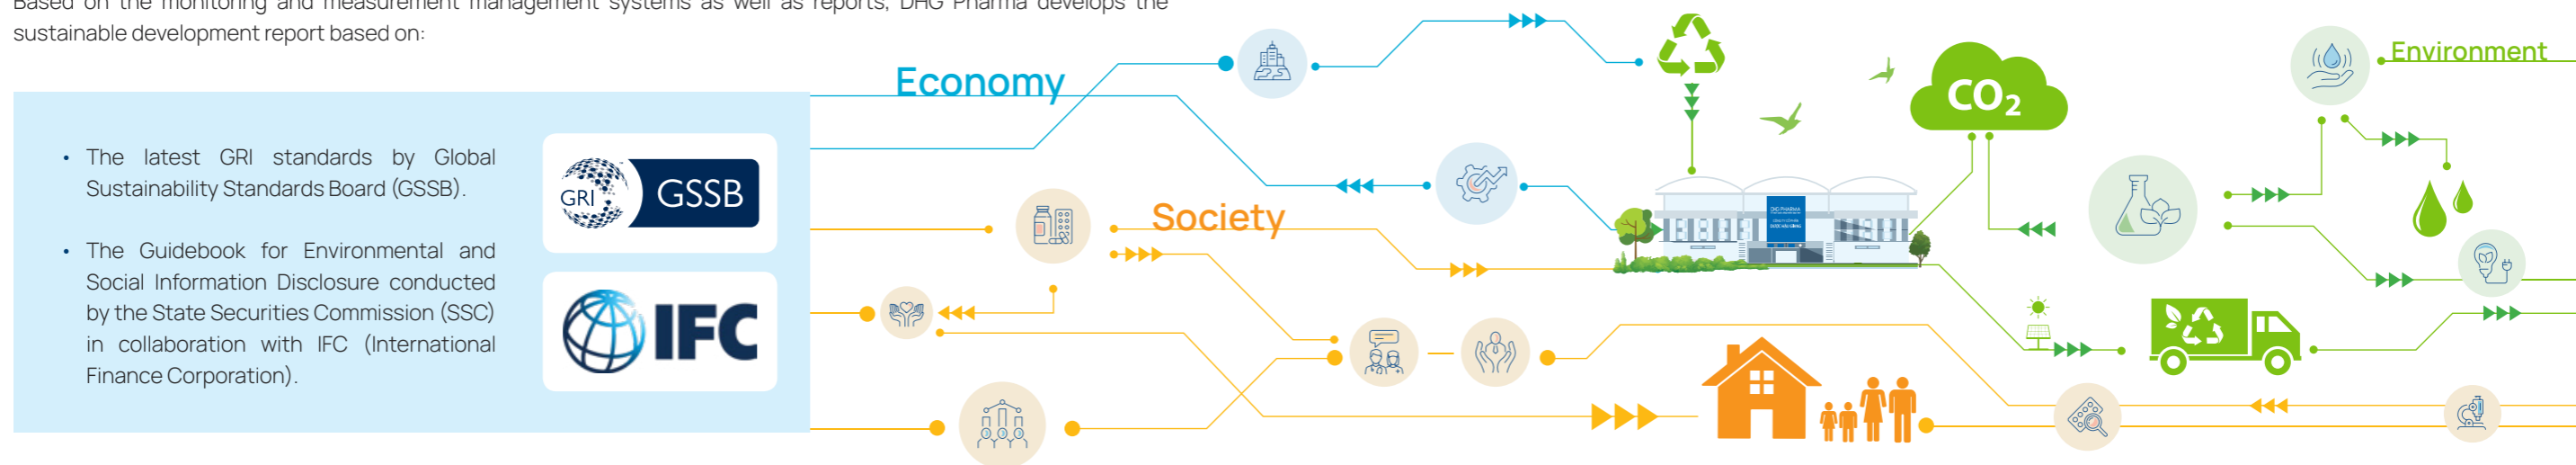 Based on the monitoring and measurement management systems as well as reports, DHG Pharma develops the
sustainable development report based on:
Economy
Environment
CO2
• The latest GRI standards by Global
Sustainability Standards Board (GSSB).
GRI
GSSB
Society
DHG PHARMA
• The Guidebook for Environmental and
Social Information Disclosure conducted
by the State Securities Commission (SSC)
in collaboration with IFC (International
Finance Corporation).
IFC